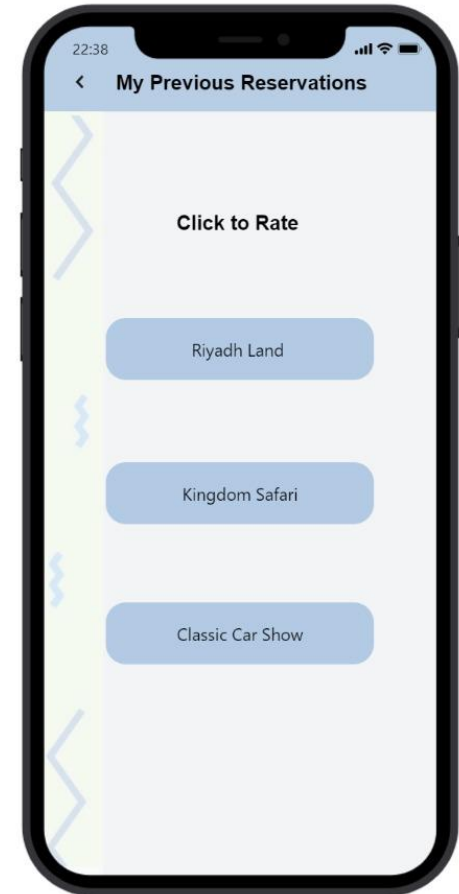 22:38
My Previous Reservations
Click to Rate
Riyadh Land
Kingdom Safari
Classic Car Show